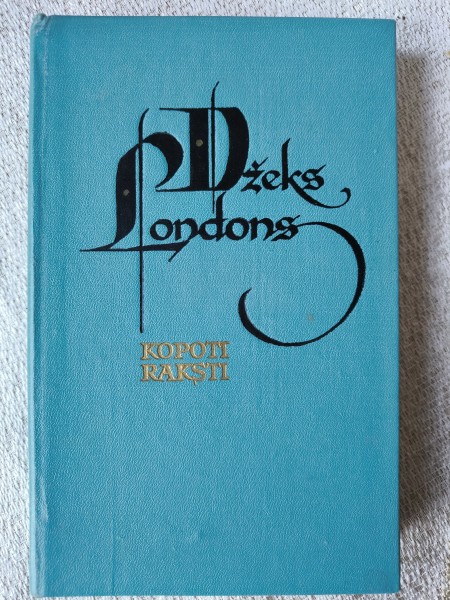 Džeks
Londons
KOPOTI
RAKSTI